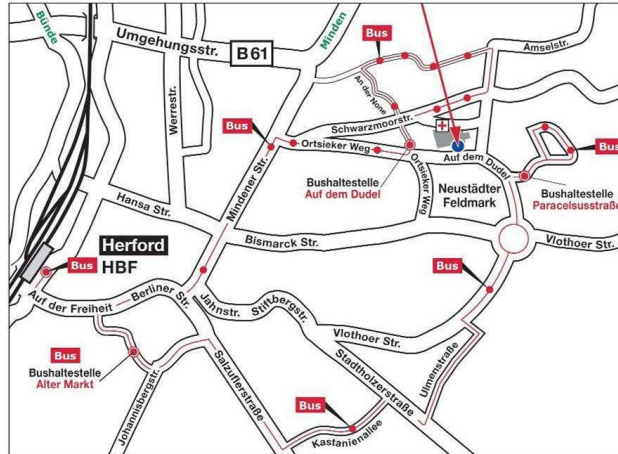 Bünde
Umgehungsstr.
B 61
Minden
Bus
Amselstr.
An der None
Werrestr.
Schwarzmoorstr.
Bus
Ortsieker Weg
Auf dem Dudel
Bus
Mindener Str.
Bushaltestelle
Auf dem Dudel
Ortsieker Weg
Neustädter
Feldmark
Bushaltestelle
Paracelsusstraße
Hansa Str.
Bismarck Str.
Vlothoer Str.
Herford
HBF
Bus
Bus
Auf der Freiheit
Berliner Str.
Jahnstr.
Stiftbergstr.
Vlothoer Str.
Bus
Bushaltestelle
Alter Markt
Johannisbergstr.
Salzuflerstraße
Stadtholzerstraße
Ulmenstraße
Bus
Kastanienallee